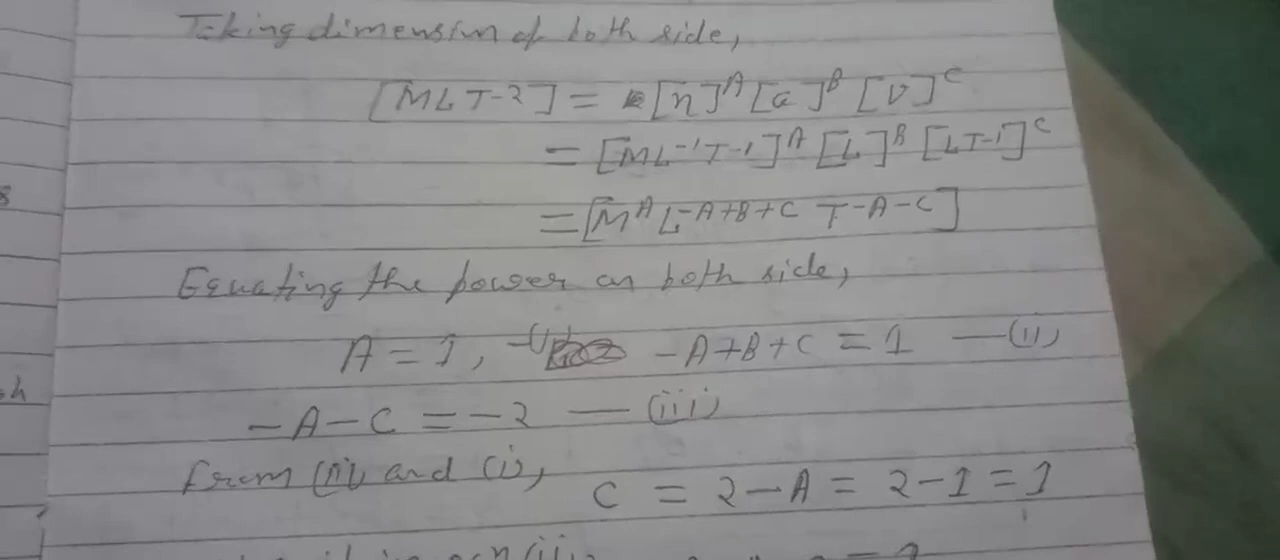 Taking dimension of both side,
[MLT-2] = k[η]^A [a]^B [v]^C
= [ML^-1 T-1]^A [L]^B [LT-1]^C
= [M^A L^-A+B+C T^-A-C]
Equating the power on both side,
A = 1, -(i) -A+B+C = 1 —(ii)
-A-C = -2 — (iii)
from (iii) and (i),
C = 2-A = 2-1 = 1